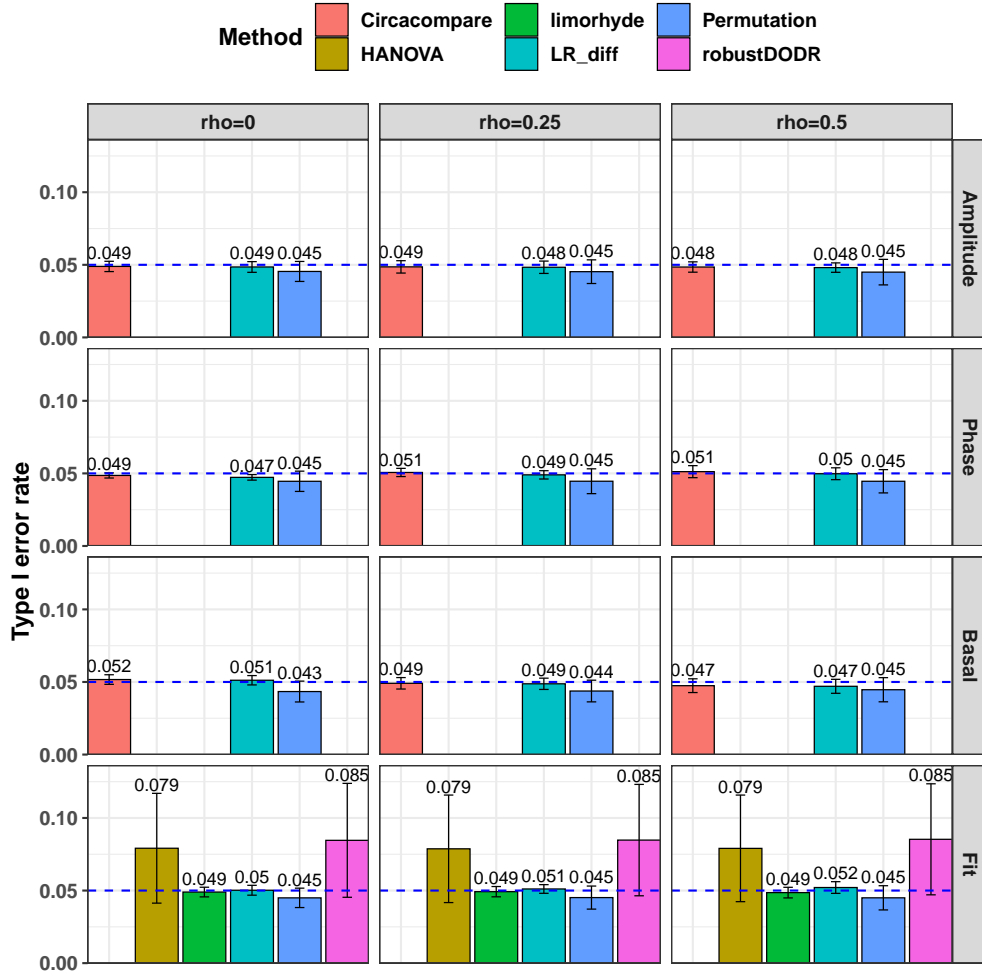 Method
Circacompare limorhyde Permutation
HANOVA LR_diff robustDODR
rho=0 rho=0.25 rho=0.5
Type I error rate
Amplitude
0.10
0.05
0.00
0.049 0.049 0.045 0.049 0.048 0.045 0.048 0.048 0.045
Phase
0.10
0.05
0.00
0.049 0.047 0.045 0.051 0.049 0.045 0.051 0.05 0.045
Basal
0.10
0.05
0.00
0.052 0.051 0.043 0.049 0.049 0.044 0.047 0.047 0.045
Fit
0.10
0.05
0.00
0.079 0.049 0.05 0.045 0.085 0.079 0.049 0.051 0.045 0.085 0.079 0.049 0.052 0.045 0.085